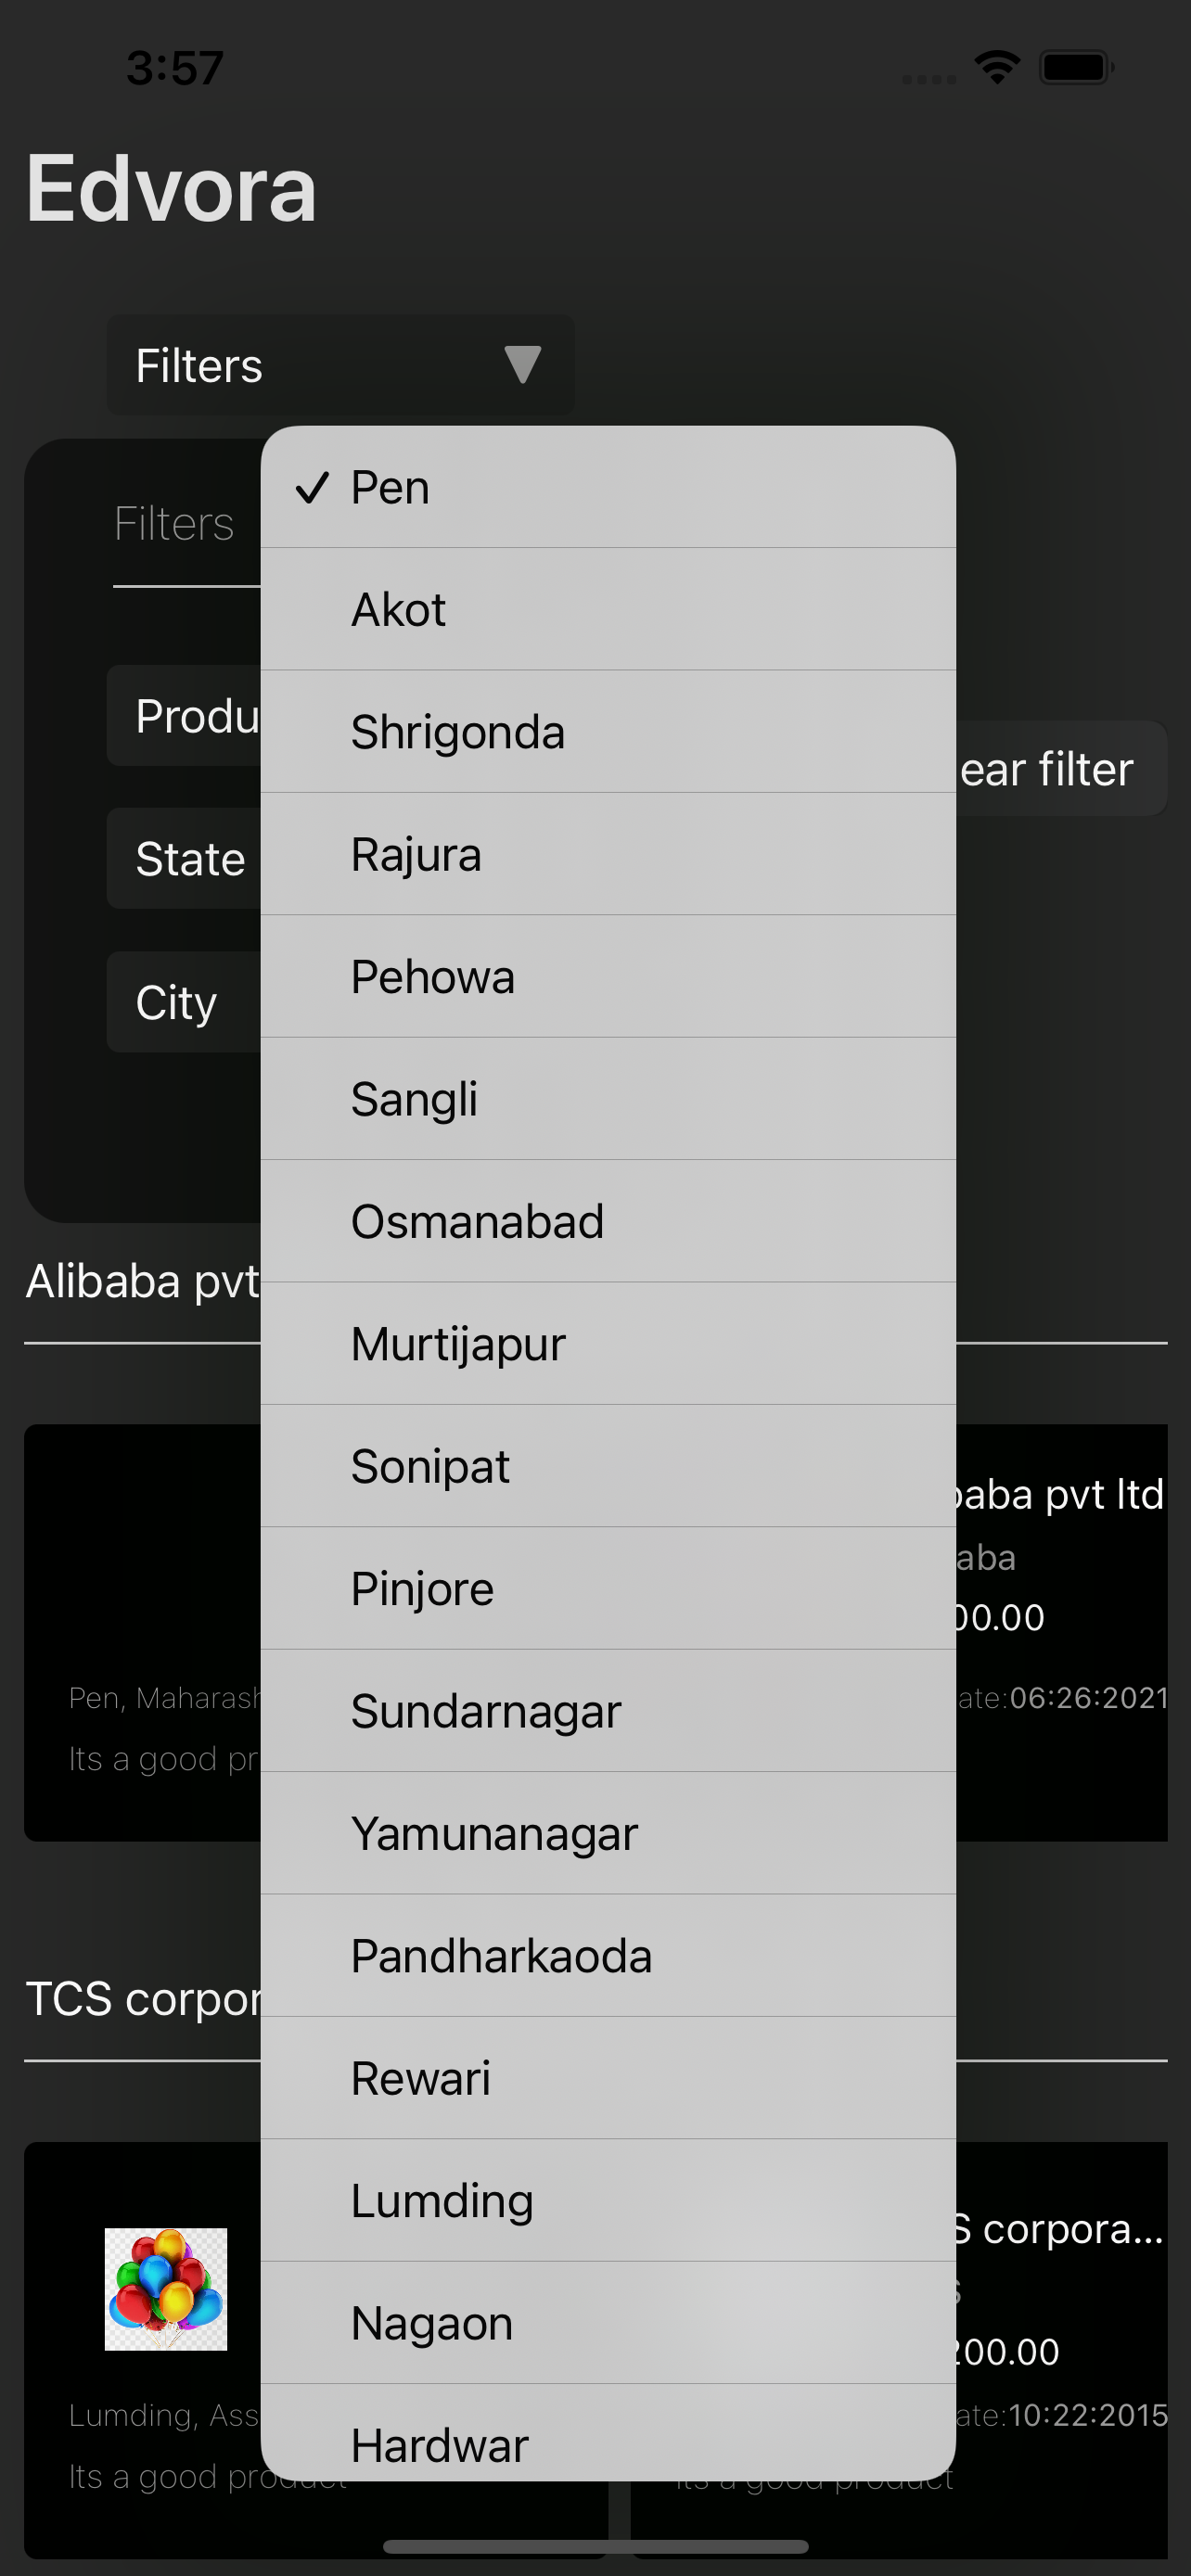 3:57
Edvora
Filters
Filters
Produ
State
City
ear filter
Pen
Akot
Shrigonda
Rajura
Pehowa
Sangli
Osmanabad
Murtijapur
Sonipat
Pinjore
Sundarnagar
Yamunanagar
Pandharkaoda
Rewari
Lumding
Nagaon
Hardwar
Alibaba pvt
baba pvt ltd
aba
00.00
Pen, Maharash
ate:06:26:2021
Its a good pr
TCS corpor
S corpora...
200.00
Lumding, Ass
ate:10:22:2015
Its a good product
Its a good product